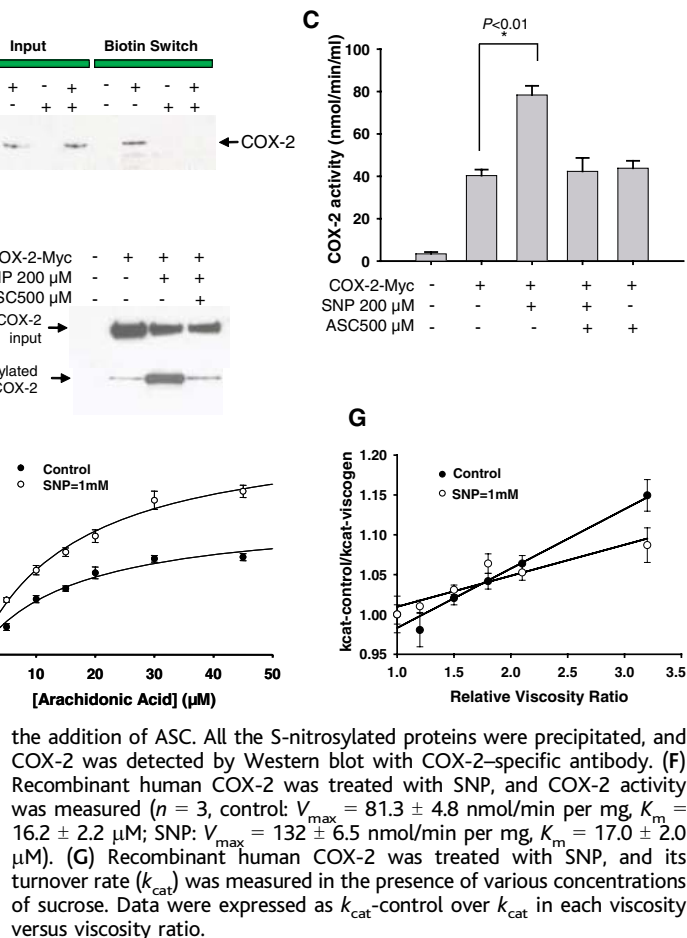 Input Biotin Switch
+ - + - + - +
- + + - - + +
COX-2
OX-2-Myc - + + +
IP 200 µM - - + +
SC500 µM - - - +
COX-2
input
ylated
COX-2
C
P<0.01
*
COX-2 activity (nmol/min/ml)
100
80
60
40
20
0
COX-2-Myc - + + + +
SNP 200 µM - - + + -
ASC500 µM - - - + +
Control
SNP=1mM
10 20 30 40 50
[Arachidonic Acid] (µM)
G
Control
SNP=1mM
kcat-control/kcat-viscogen
1.20
1.15
1.10
1.05
1.00
0.95
1.0 1.5 2.0 2.5 3.0 3.5
Relative Viscosity Ratio
the addition of ASC. All the S-nitrosylated proteins were precipitated, and
COX-2 was detected by Western blot with COX-2–specific antibody. (F)
Recombinant human COX-2 was treated with SNP, and COX-2 activity
was measured (n = 3, control: Vmax = 81.3 ± 4.8 nmol/min per mg, Km =
16.2 ± 2.2 µM; SNP: Vmax = 132 ± 6.5 nmol/min per mg, Km = 17.0 ± 2.0
µM). (G) Recombinant human COX-2 was treated with SNP, and its
turnover rate (kcat) was measured in the presence of various concentrations
of sucrose. Data were expressed as kcat-control over kcat in each viscosity
versus viscosity ratio.